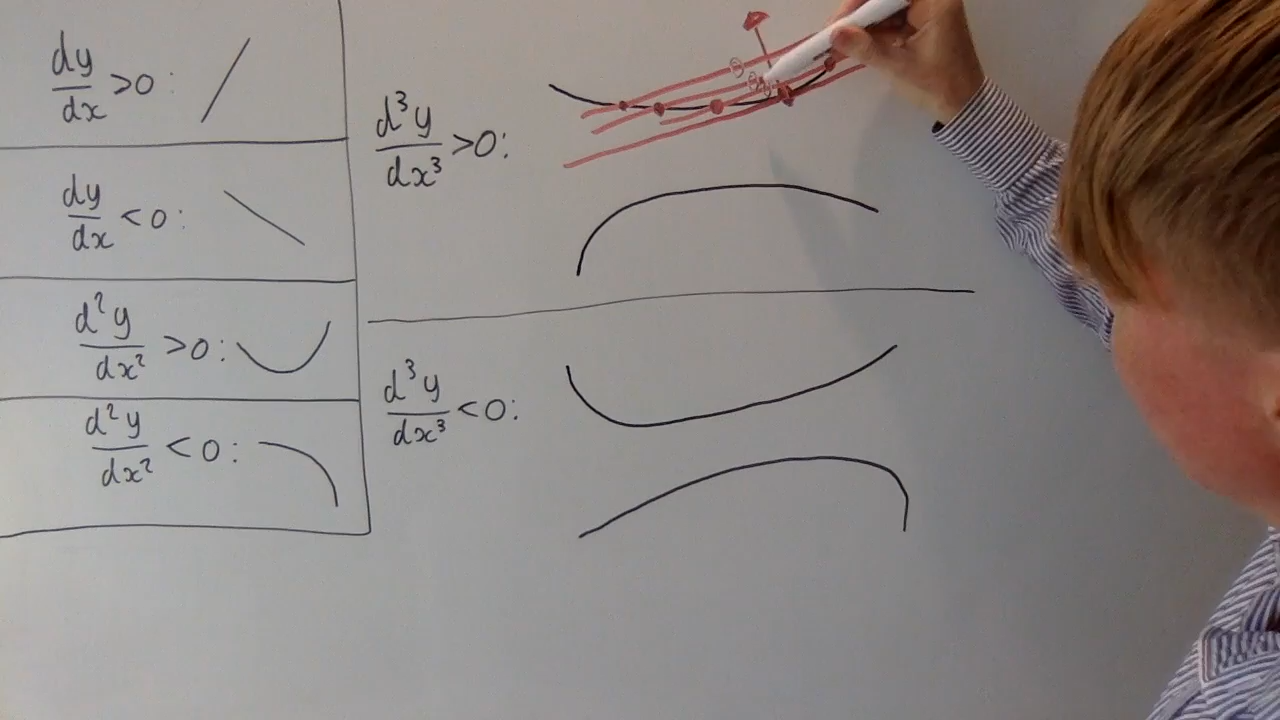 dy/dx >0:
dy/dx <0:
d²y/dx² >0:
d²y/dx² <0:
d³y/dx³ >0:
d³y/dx³ <0: